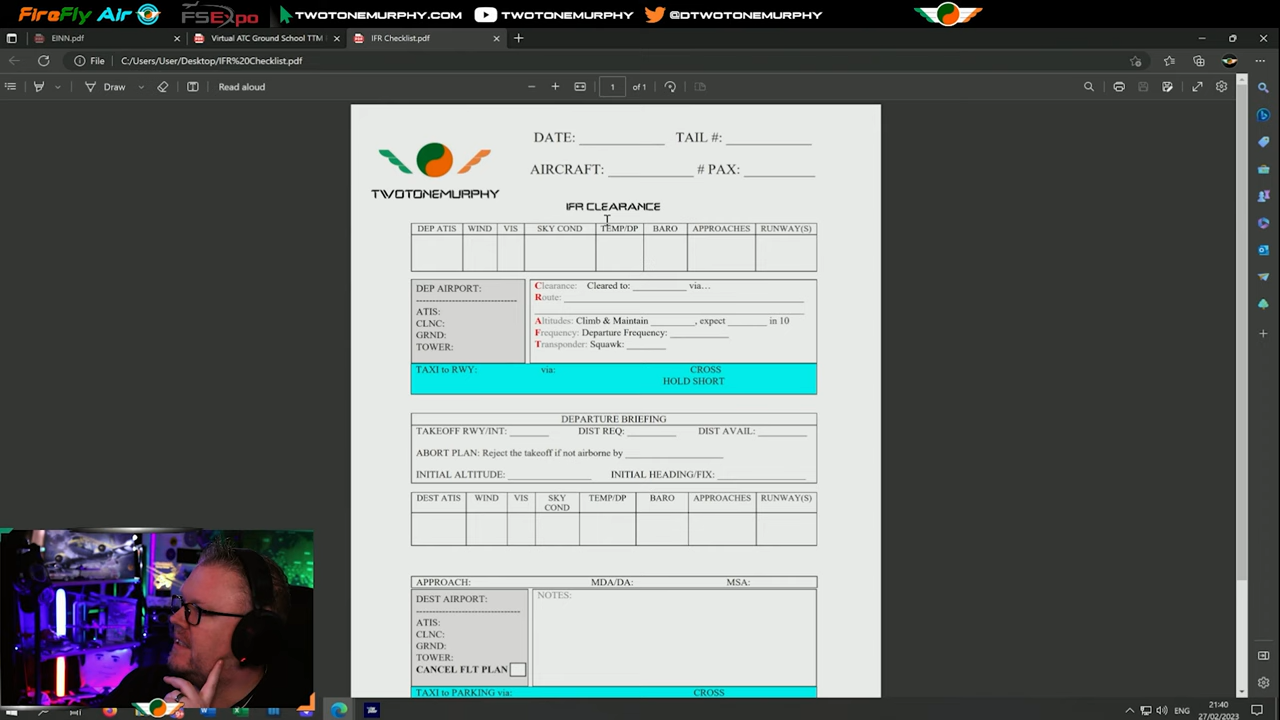 FireFly Air FSExpo TWOTONEMURPHY.COM TWOTONEMURPHY @DTWOTONEMURPHY
EINN.pdf Virtual ATC Ground School TTM IFR Checklist.pdf
File C:/Users/User/Desktop/IFR%20Checklist.pdf
Draw Read aloud 1 of 1
DATE: TAIL #:
AIRCRAFT: # PAX:
TWOTONEMURPHY
IFR CLEARANCE
DEP ATIS WIND VIS SKY COND TEMP/DP BARO APPROACHES RUNWAY(S)
DEP AIRPORT:
ATIS:
CLNC:
GRND:
TOWER:
Clearance: Cleared to: via...
Route:
Altitudes: Climb & Maintain , expect in 10
Frequency: Departure Frequency:
Transponder: Squawk:
TAXI to RWY: via: CROSS
HOLD SHORT
DEPARTURE BRIEFING
TAKEOFF RWY/INT: DIST REQ: DIST AVAIL:
ABORT PLAN: Reject the takeoff if not airborne by
INITIAL ALTITUDE: INITIAL HEADING/FIX:
DEST ATIS WIND VIS SKY COND TEMP/DP BARO APPROACHES RUNWAY(S)
APPROACH: MDA/DA: MSA:
DEST AIRPORT:
ATIS:
CLNC:
GRND:
TOWER:
CANCEL FLT PLAN
NOTES:
TAXI to PARKING via: CROSS
ENG
21:40
27/02/2023